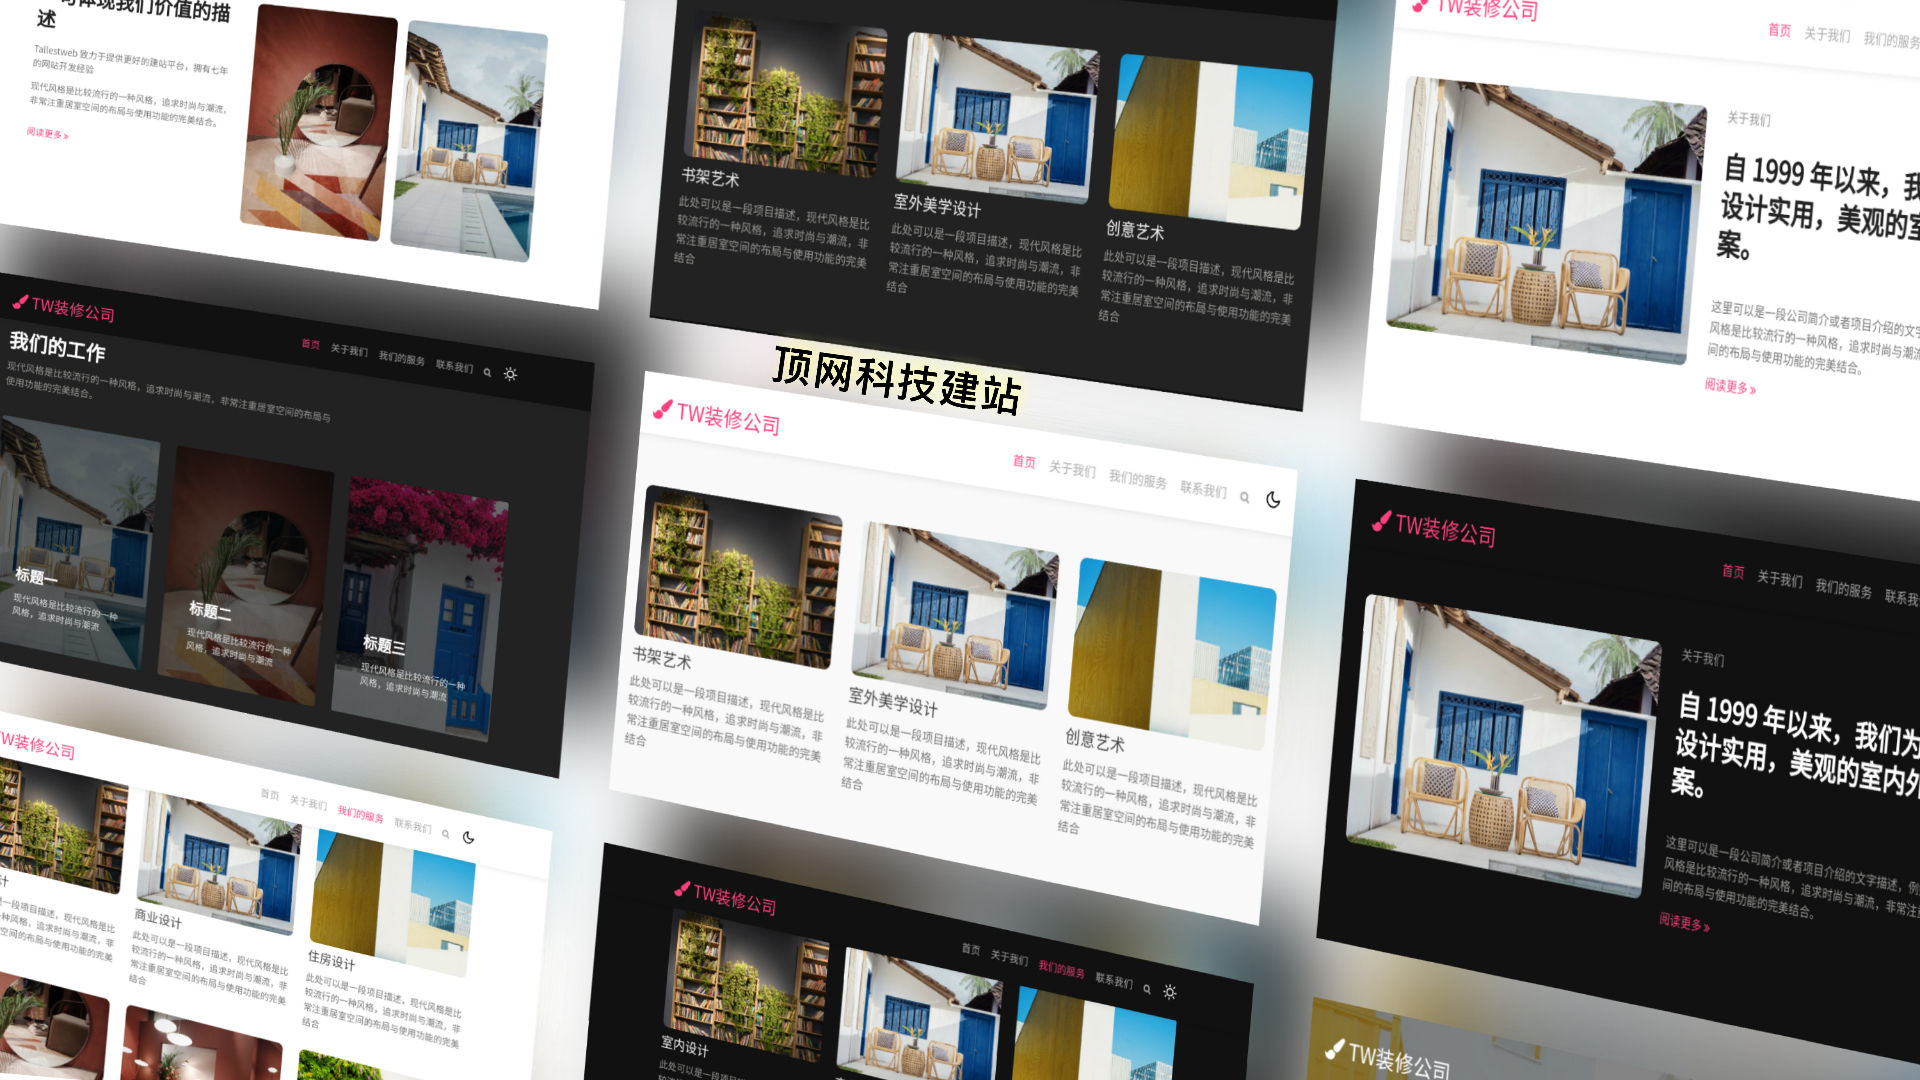 体现我们价值的描
述
Tallestweb 致力于提供更好的建站平台，拥有七年
的网站开发经验
现代风格是比较流行的一种风格，追求时尚与潮流，
非常注重居室空间的布局与使用功能的完美结合。
阅读更多 »
书架艺术
此处可以是一段项目描述，现代风格是比
较流行的一种风格，追求时尚与潮流，非
常注重居室空间的布局与使用功能的完美
结合
室外美学设计
此处可以是一段项目描述，现代风格是比
较流行的一种风格，追求时尚与潮流，非
常注重居室空间的布局与使用功能的完美
结合
创意艺术
此处可以是一段项目描述，现代风格是比
较流行的一种风格，追求时尚与潮流，非
常注重居室空间的布局与使用功能的完美
结合
TW装修公司
首页 关于我们 我们的服务
关于我们
自 1999 年以来，我
设计实用，美观的室
案。
这里可以是一段公司简介或者项目介绍的文字
风格是比较流行的一种风格，追求时尚与潮流
间的布局与使用功能的完美结合。
阅读更多 »
TW装修公司
首页 关于我们 我们的服务 联系我们
我们的工作
现代风格是比较流行的一种风格，追求时尚与潮流，非常注重居室空间的布局与
使用功能的完美结合。
标题一
现代风格是比较流行的一种
风格，追求时尚与潮流
标题二
现代风格是比较流行的一种
风格，追求时尚与潮流
标题三
现代风格是比较流行的一种
风格，追求时尚与潮流
顶网科技建站
TW装修公司
首页 关于我们 我们的服务 联系我们
书架艺术
此处可以是一段项目描述，现代风格是比
较流行的一种风格，追求时尚与潮流，非
常注重居室空间的布局与使用功能的完美
结合
室外美学设计
此处可以是一段项目描述，现代风格是比
较流行的一种风格，追求时尚与潮流，非
常注重居室空间的布局与使用功能的完美
结合
创意艺术
此处可以是一段项目描述，现代风格是比
较流行的一种风格，追求时尚与潮流，非
常注重居室空间的布局与使用功能的完美
结合
TW装修公司
首页 关于我们 我们的服务 联系我
关于我们
自 1999 年以来，我们为
设计实用，美观的室内外
案。
这里可以是一段公司简介或者项目介绍的文字描述，例
风格是比较流行的一种风格，追求时尚与潮流，非常注
间的布局与使用功能的完美结合。
阅读更多 »
TW装修公司
首页 关于我们 我们的服务 联系我们
计
一段项目描述，现代风格是比
一种风格，追求时尚与潮流，非
空间的布局与使用功能的完美
商业设计
此处可以是一段项目描述，现代风格是比
较流行的一种风格，追求时尚与潮流，非
常注重居室空间的布局与使用功能的完美
结合
住房设计
此处可以是一段项目描述，现代风格是比
较流行的一种风格，追求时尚与潮流，非
常注重居室空间的布局与使用功能的完美
结合
TW装修公司
首页 关于我们 我们的服务 联系我们
室内设计
此处可以是一段项目描述
TW装修公司